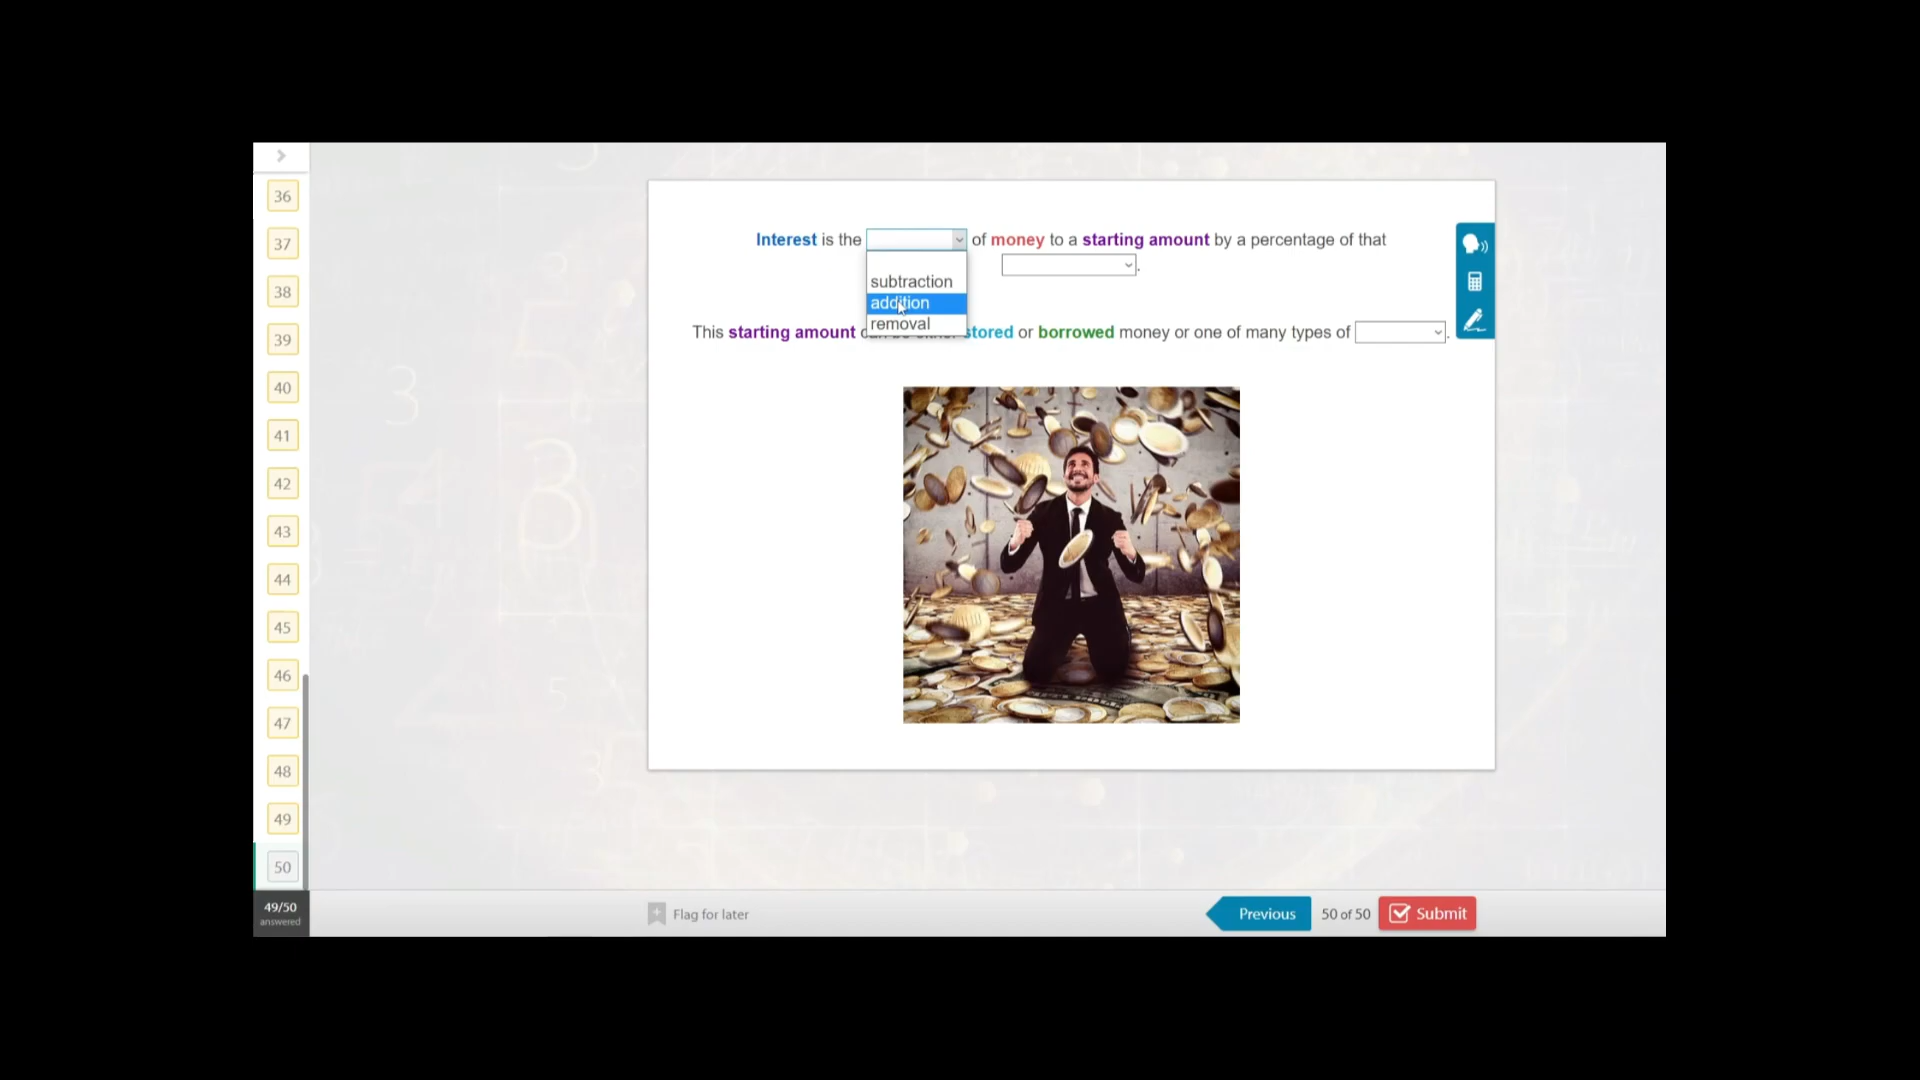 36
37
38
39
40
41
42
43
44
45
46
47
48
49
50
49/50
answered
Interest is the of money to a starting amount by a percentage of that
.
subtraction
addition
removal
This starting amount stored or borrowed money or one of many types of .
Flag for later
Previous
50 of 50
Submit